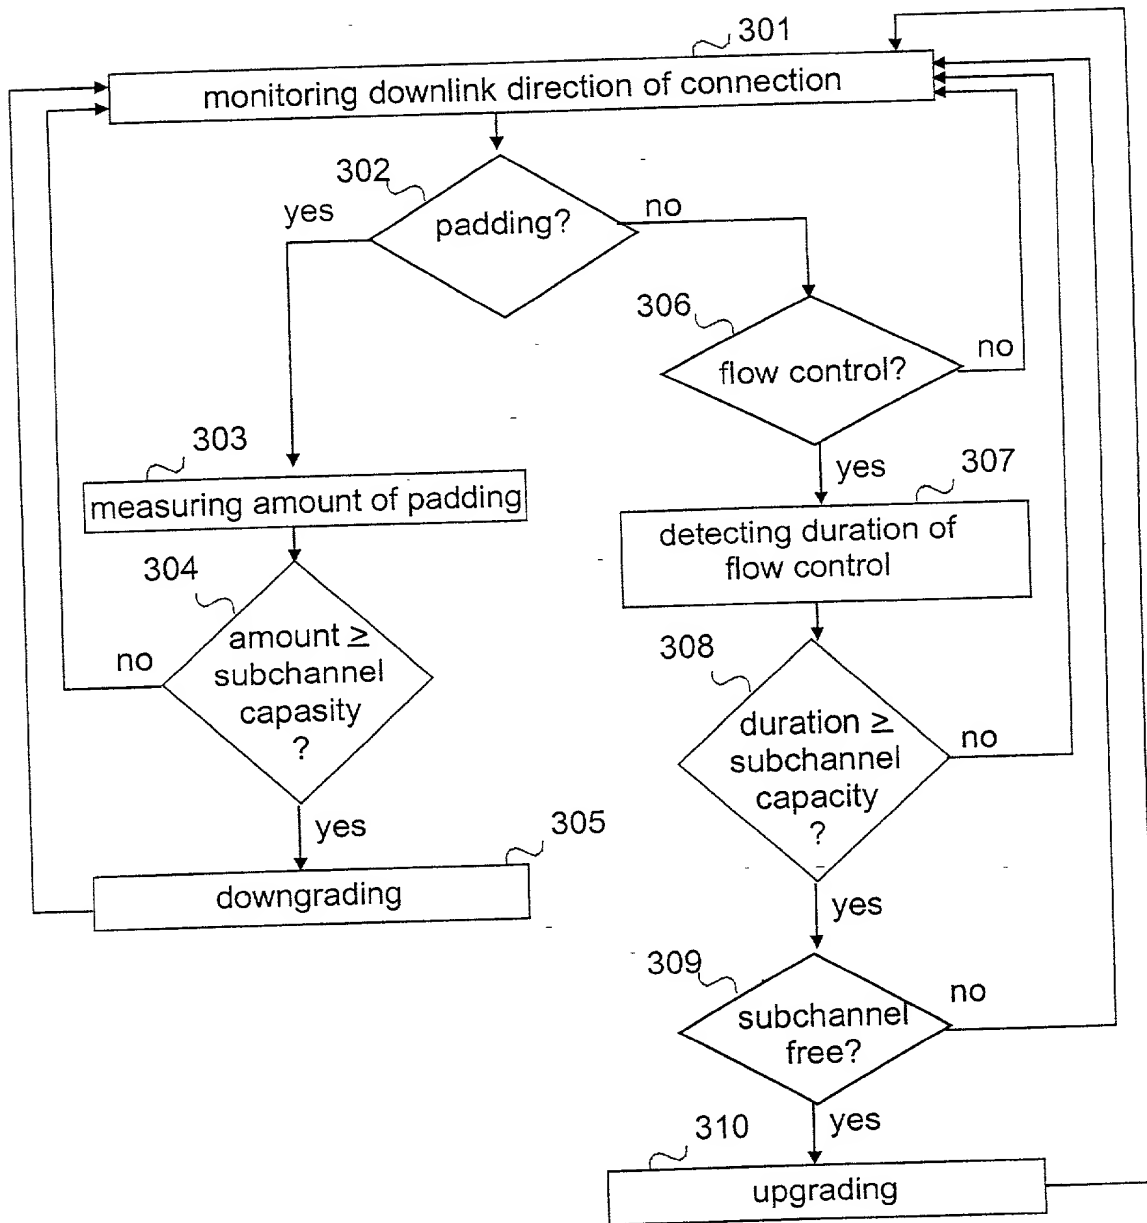 301
monitoring downlink direction of connection
302
yes
padding?
no
306
flow control?
no
303
measuring amount of padding
yes
307
detecting duration of
flow control
304
amount ≥
subchannel
capasity
?
no
308
duration ≥
subchannel
capacity
?
no
yes
305
downgrading
yes
309
subchannel
free?
no
yes
310
upgrading